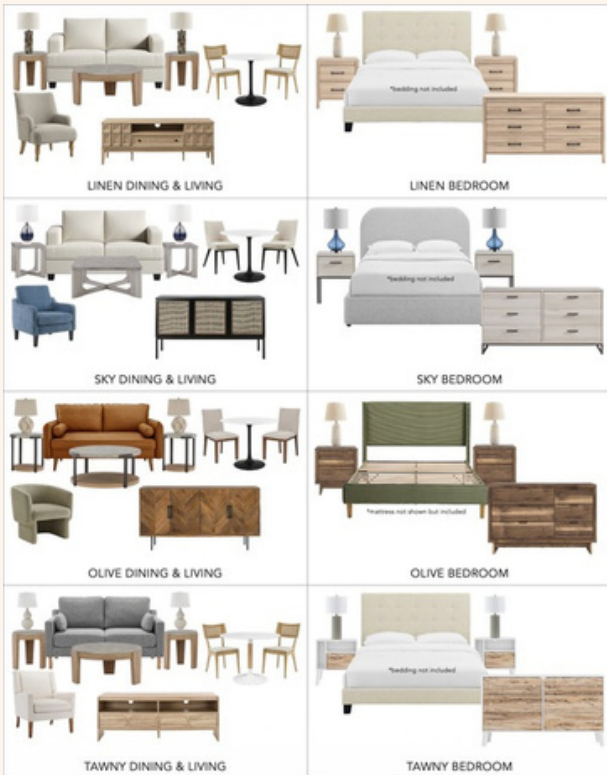 *bedding not included
LINEN DINING & LIVING
LINEN BEDROOM
*bedding not included
SKY DINING & LIVING
SKY BEDROOM
*mattress not shown but included
OLIVE DINING & LIVING
OLIVE BEDROOM
*bedding not included
TAWNY DINING & LIVING
TAWNY BEDROOM